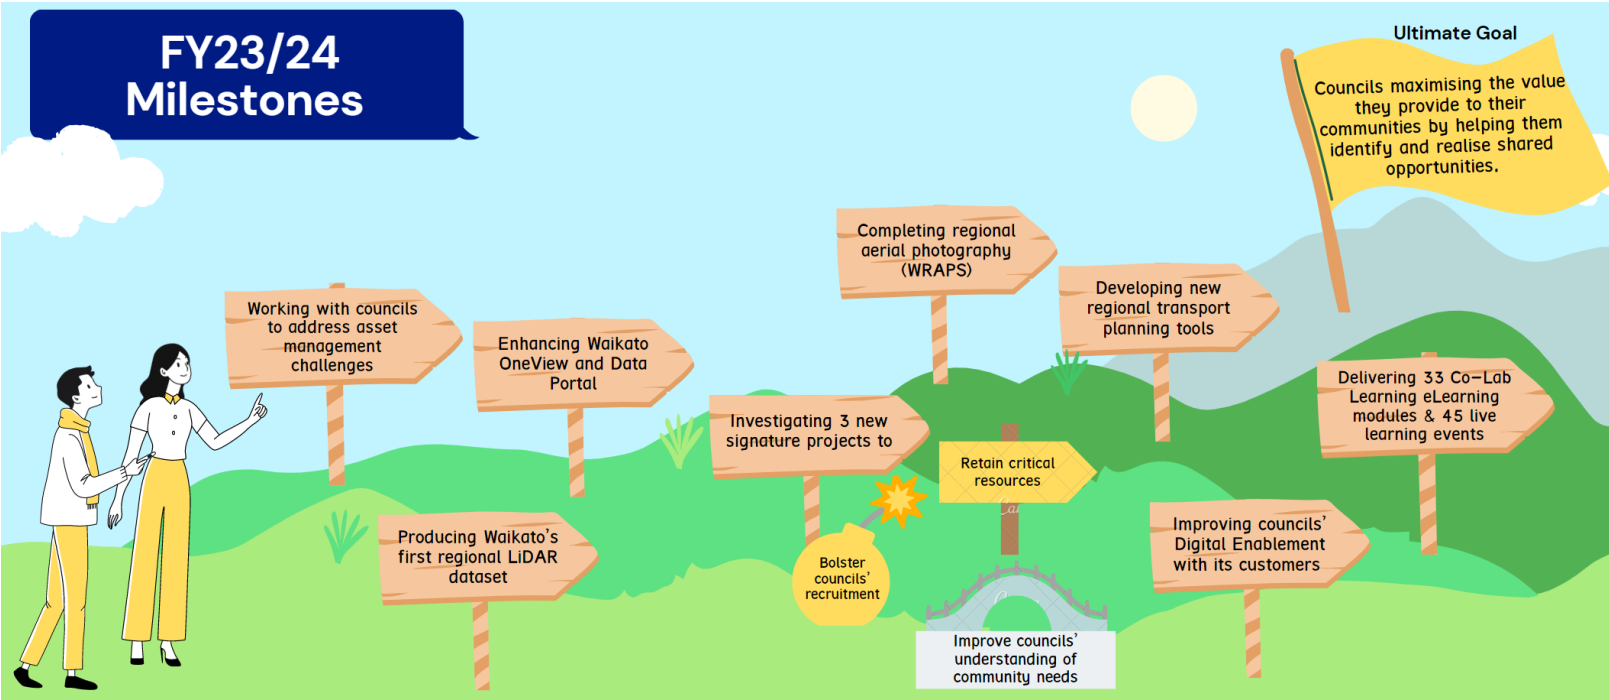 FY23/24
Milestones
Ultimate Goal
Councils maximising the value
they provide to their
communities by helping them
identify and realise shared
opportunities.
Working with councils
to address asset
management
challenges
Enhancing Waikato
OneView and Data
Portal
Producing Waikato's
first regional LiDAR
dataset
Investigating 3 new
signature projects to
Bolster
councils'
recruitment
Retain critical
resources
Improve councils'
understanding of
community needs
Completing regional
aerial photography
(WRAPS)
Developing new
regional transport
planning tools
Improving councils'
Digital Enablement
with its customers
Delivering 33 Co-Lab
Learning eLearning
modules & 45 live
learning events